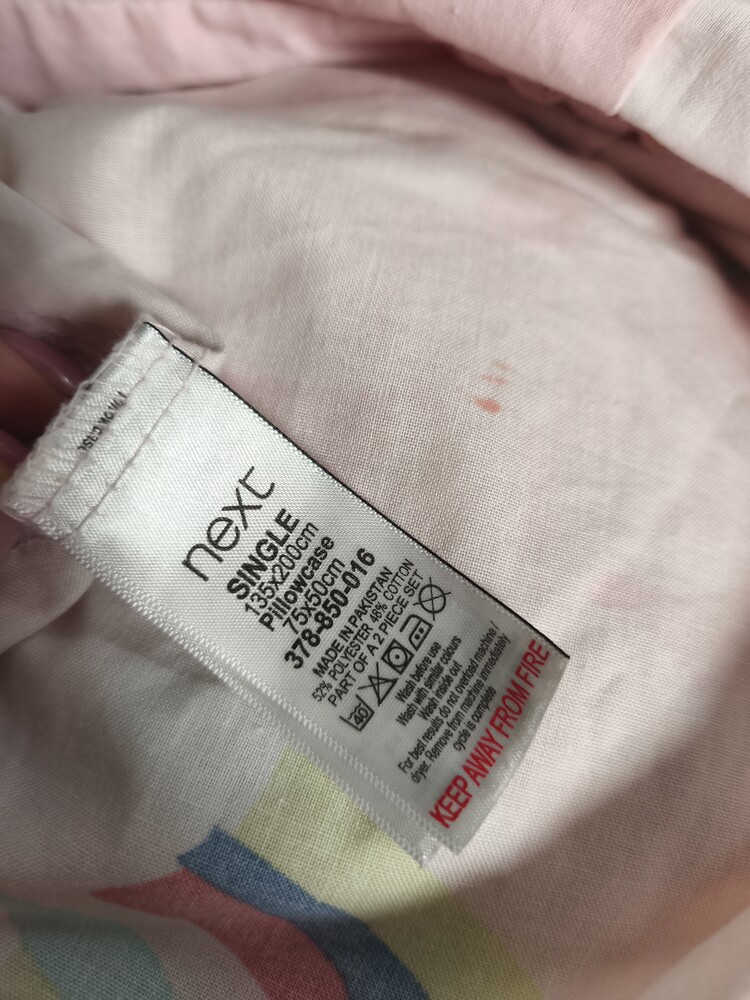 next
SINGLE
135x200cm
Pillowcase
75x50cm
378-850-016
MADE IN PAKISTAN
52% POLYESTER 48% COTTON
PART OF A 2 PIECE SET
40
Wash before use
Wash with similar colours
Wash inside out
For best results do not overload machine /
dryer. Remove from machine immediately
cycle is complete
KEEP AWAY FROM FIRE